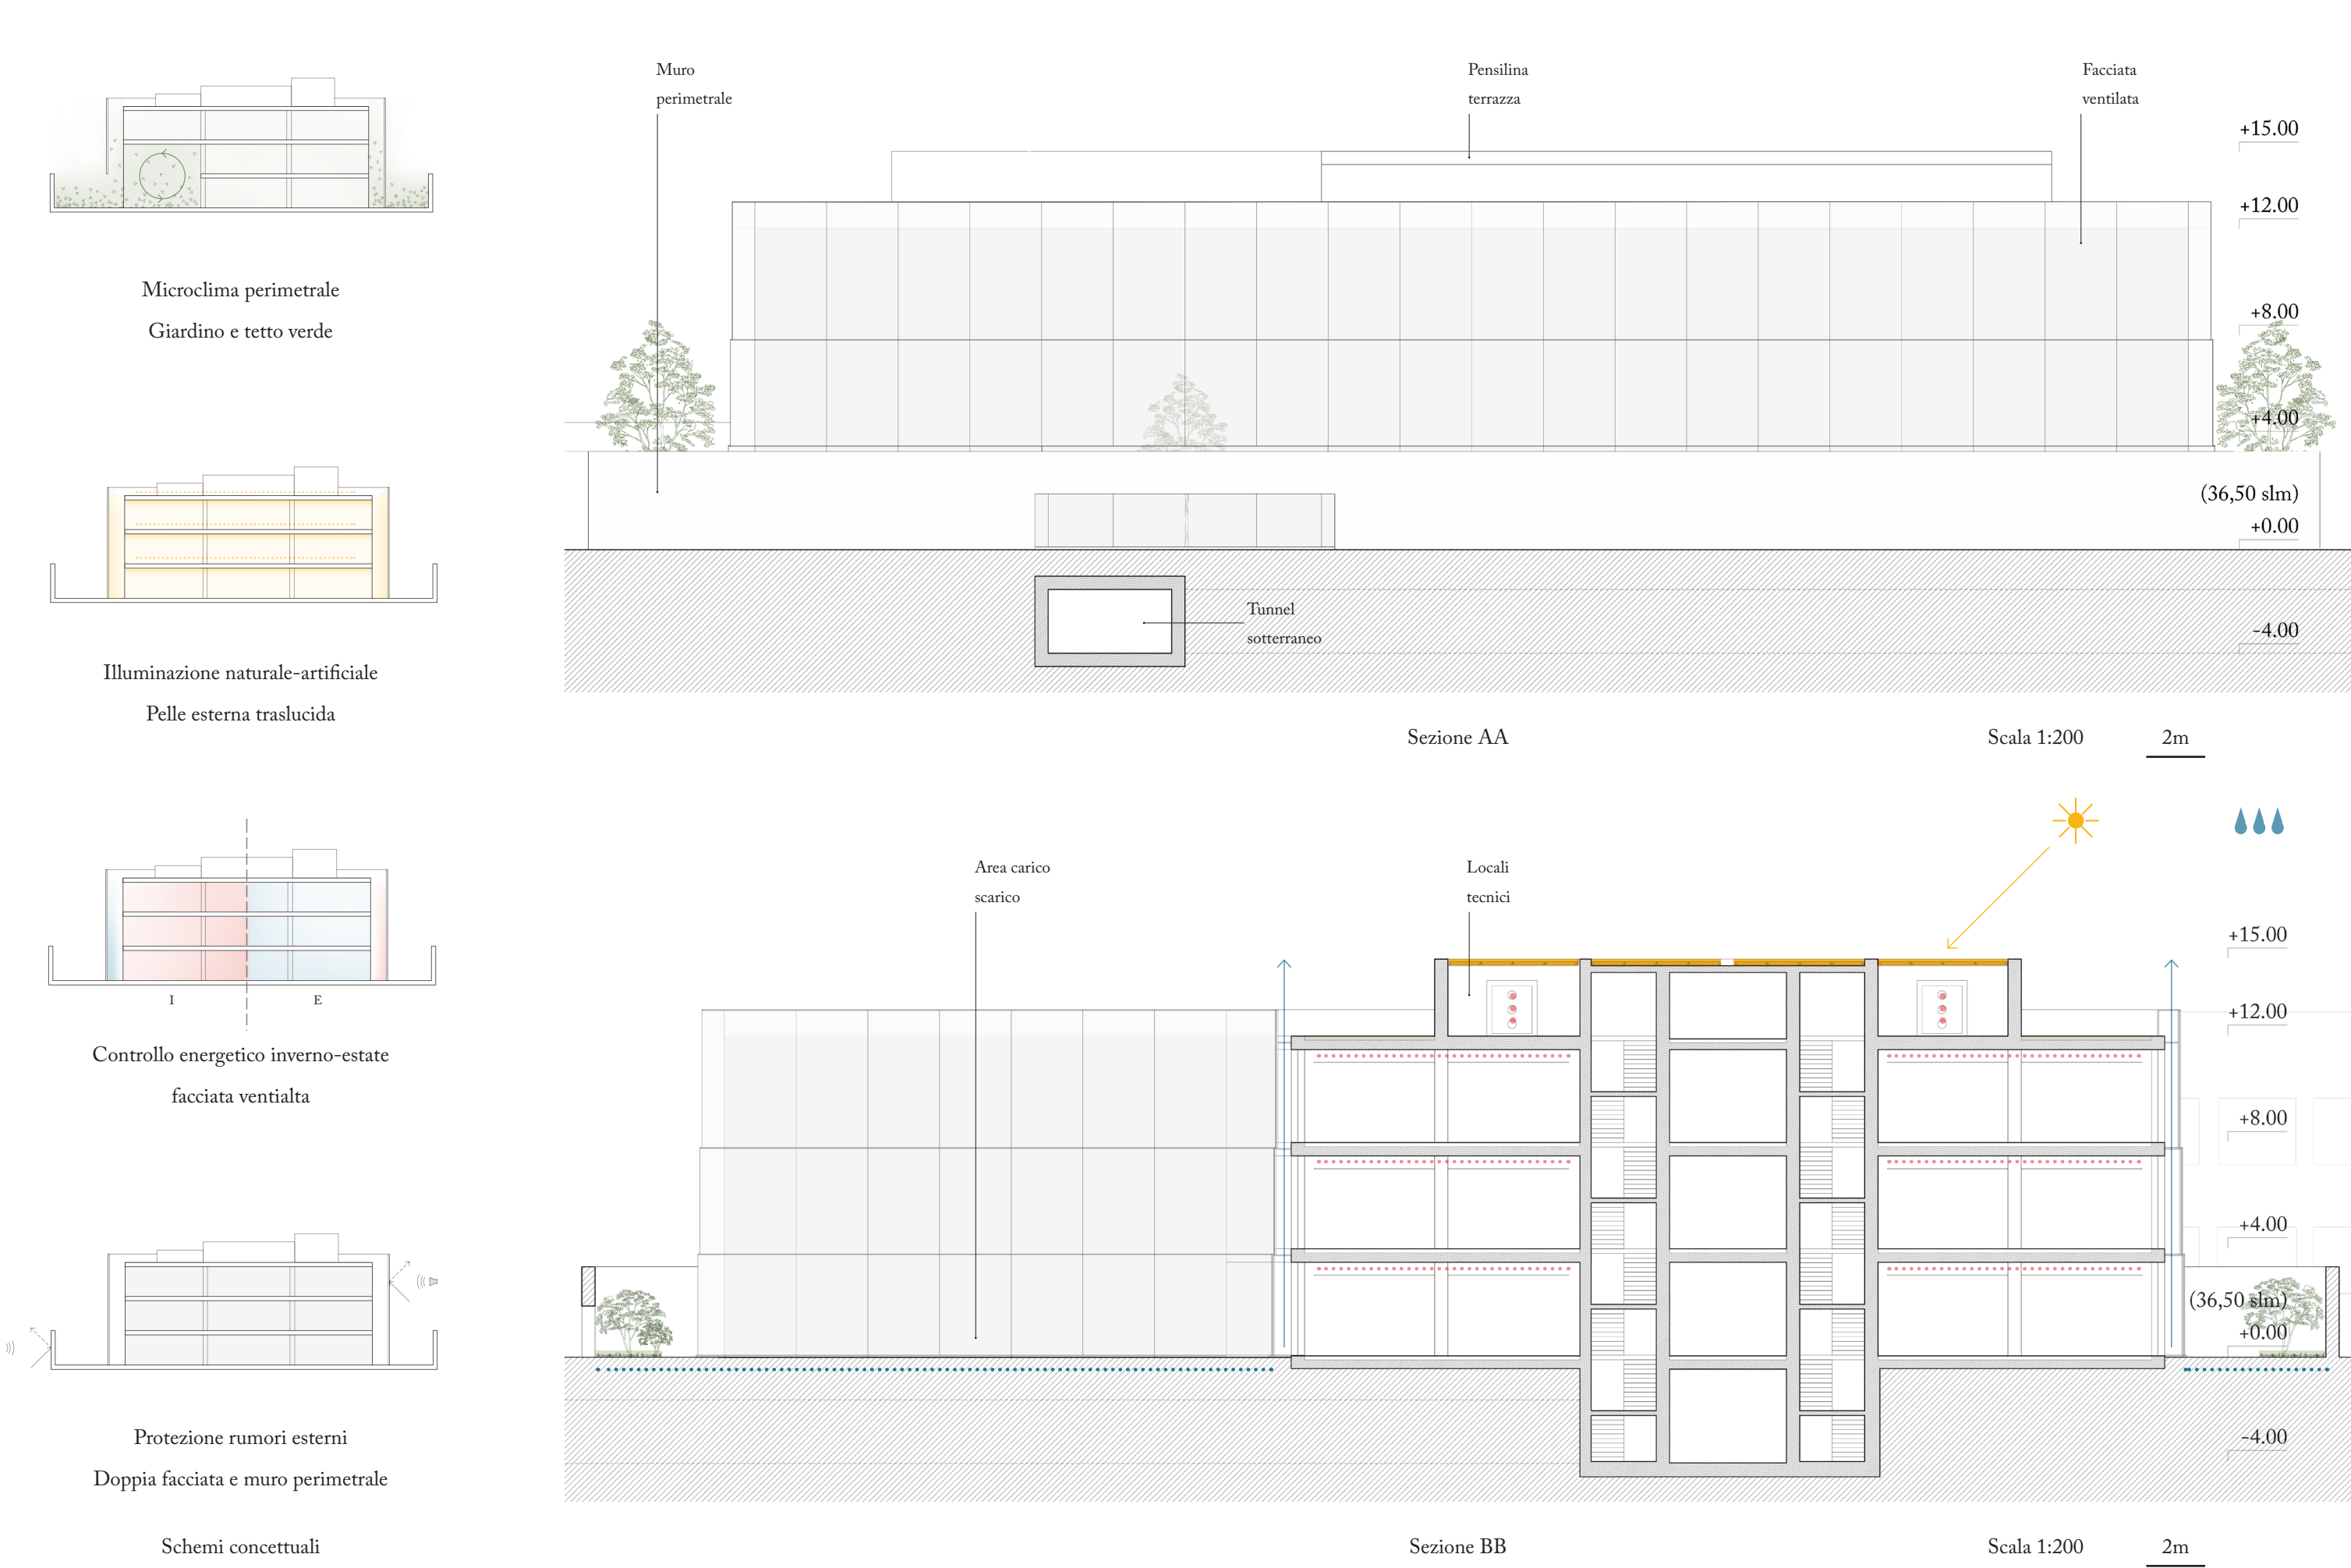 Microclima perimetrale
Giardino e tetto verde
Illuminazione naturale-artificiale
Pelle esterna traslucida
I
E
Controllo energetico inverno-estate
facciata ventialta
Protezione rumori esterni
Doppia facciata e muro perimetrale
Schemi concettuali
Muro
perimetrale
Pensilina
terrazza
Facciata
ventilata
+15.00
+12.00
+8.00
+4.00
(36,50 slm)
+0.00
-4.00
Tunnel
sotterraneo
Sezione AA
Scala 1:200
2m
Area carico
scarico
Locali
tecnici
+15.00
+12.00
+8.00
+4.00
(36,50 slm)
+0.00
-4.00
Sezione BB
Scala 1:200
2m